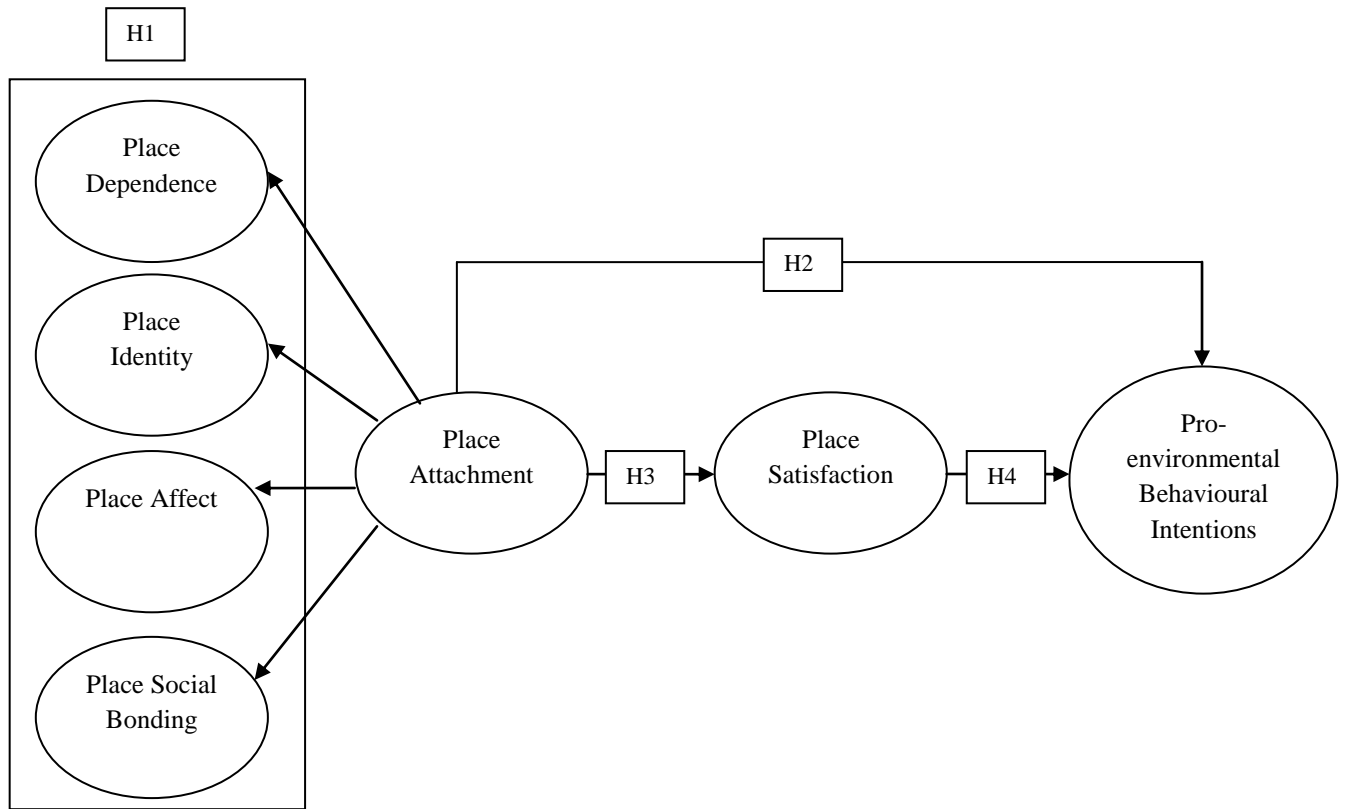 H1
Place
Dependence
Place
Identity
Place Affect
Place Social
Bonding
Place
Attachment
H2
H3
Place
Satisfaction
H4
Pro-
environmental
Behavioural
Intentions